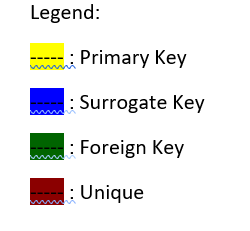 Legend:
----- : Primary Key
----- : Surrogate Key
----- : Foreign Key
----- : Unique